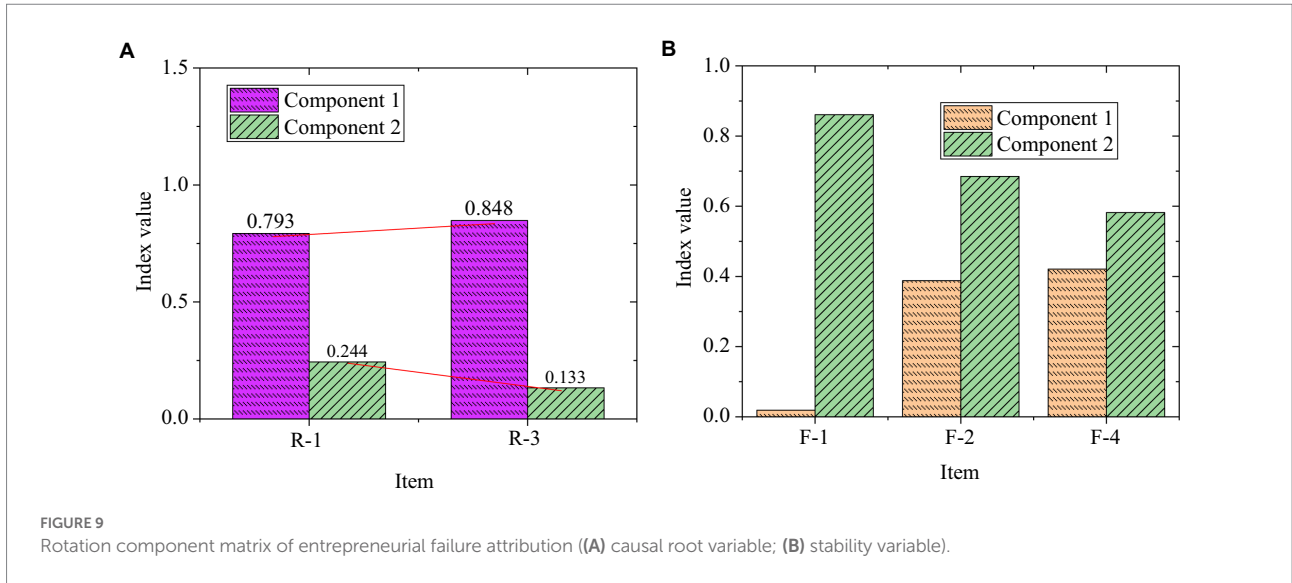 A
1.5
1.0
0.5
0.0
Index value
Component 1
Component 2
0.793
0.244
0.848
0.133
R-1
R-3
Item
B
1.0
0.8
0.6
0.4
0.2
0.0
Index value
Component 1
Component 2
F-1
F-2
F-4
Item
FIGURE 9
Rotation component matrix of entrepreneurial failure attribution ((A) causal root variable; (B) stability variable).